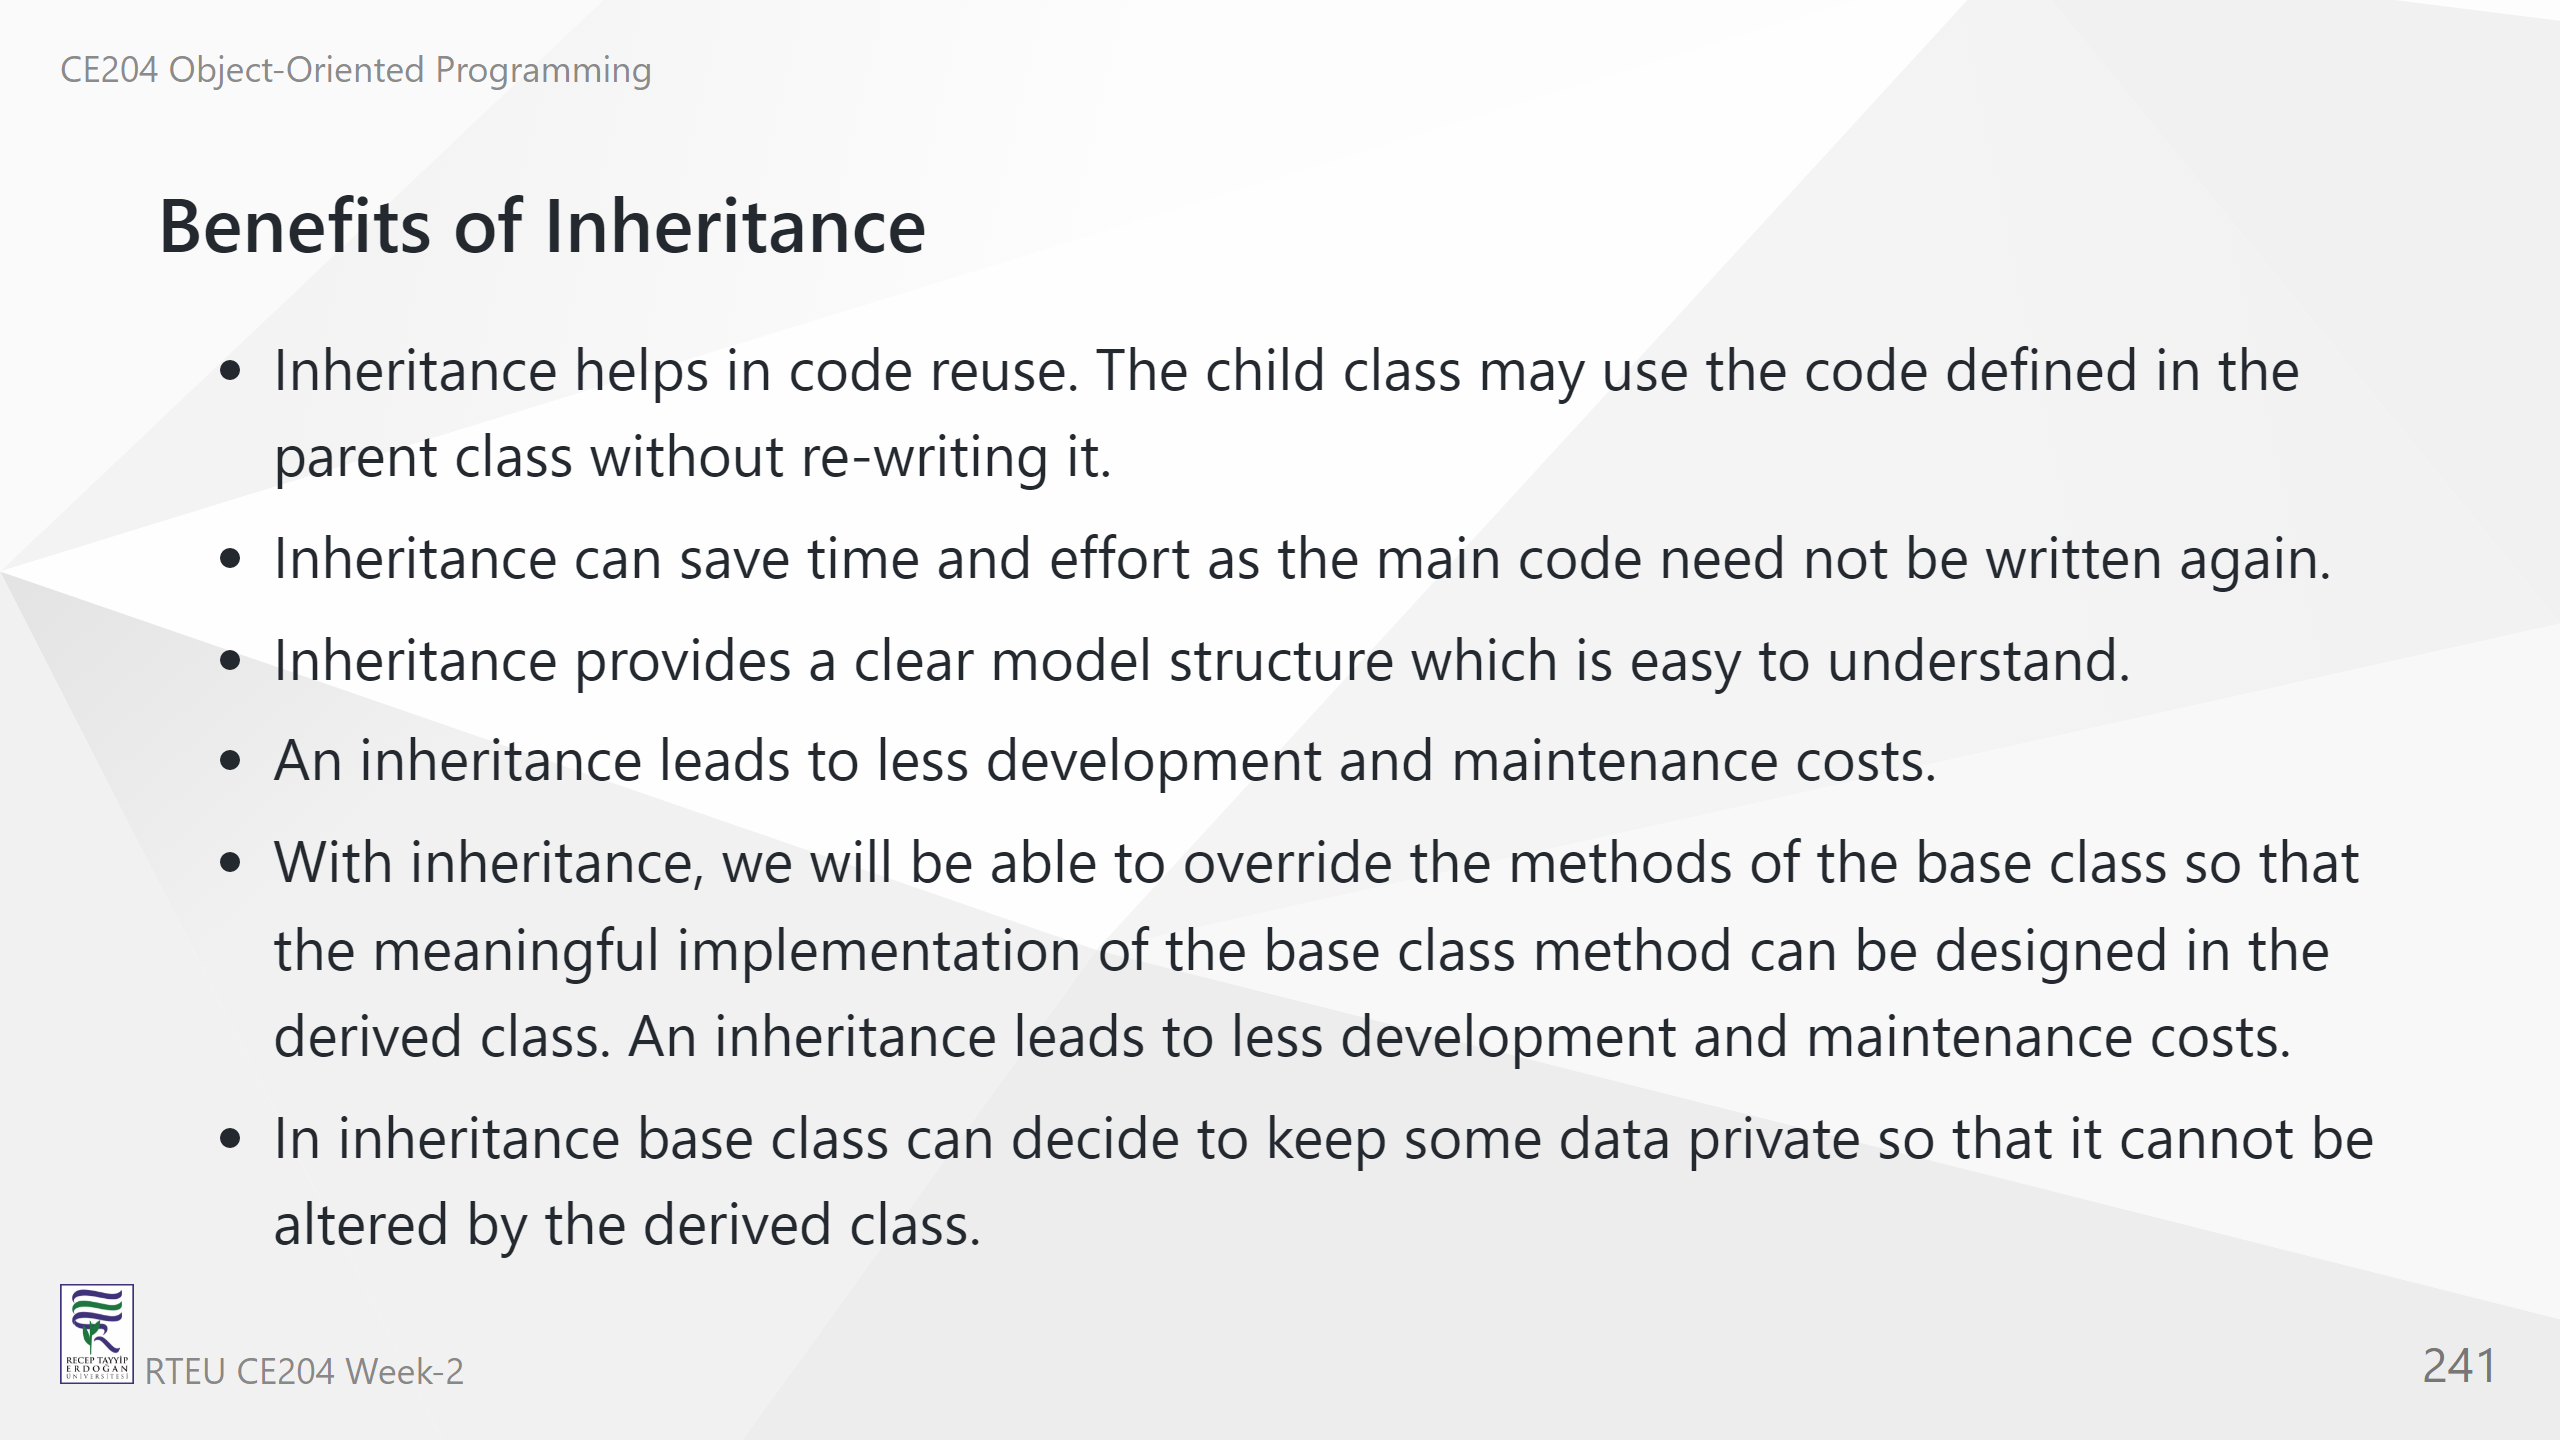 CE204 Object-Oriented Programming
Benefits of Inheritance
• Inheritance helps in code reuse. The child class may use the code defined in the
parent class without re-writing it.
• Inheritance can save time and effort as the main code need not be written again.
• Inheritance provides a clear model structure which is easy to understand.
• An inheritance leads to less development and maintenance costs.
• With inheritance, we will be able to override the methods of the base class so that
the meaningful implementation of the base class method can be designed in the
derived class. An inheritance leads to less development and maintenance costs.
• In inheritance base class can decide to keep some data private so that it cannot be
altered by the derived class.
RECEP TAYYİP
ERDOĞAN
ÜNİVERSİTESİ
RTEU CE204 Week-2
241